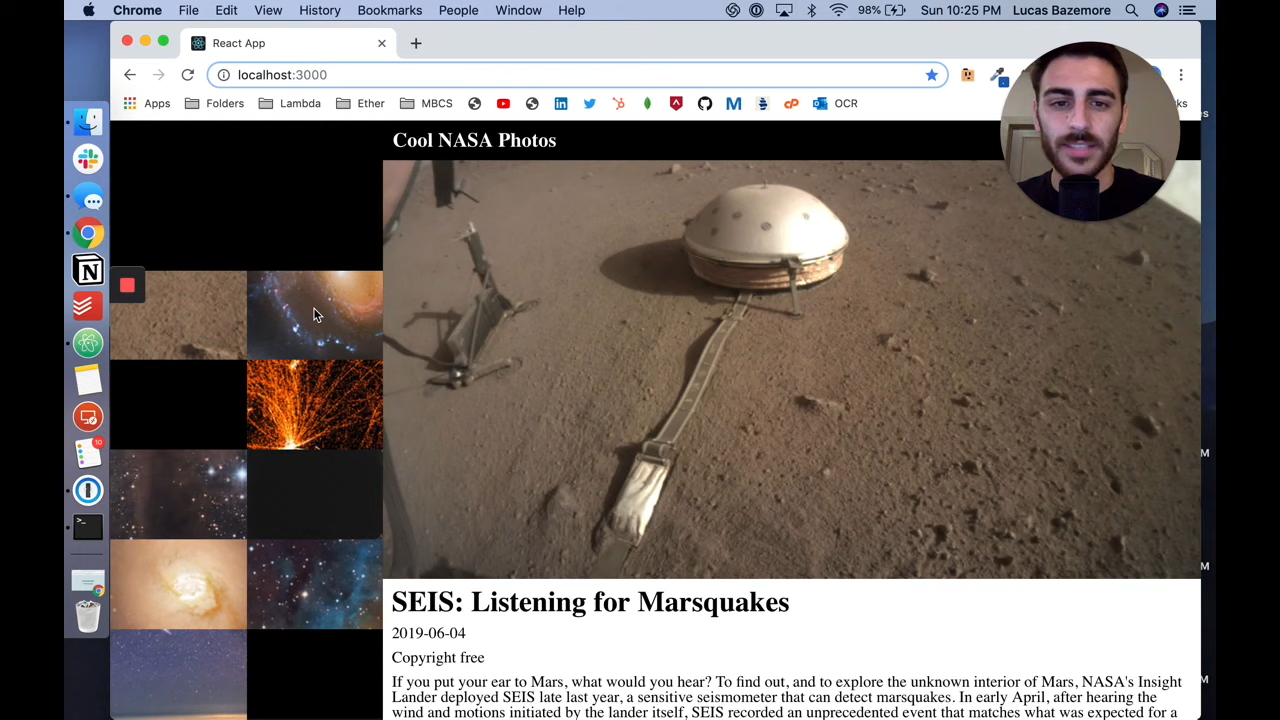 Chrome File Edit View History Bookmarks People Window Help 98% Sun 10:25 PM Lucas Bazemore
React App
localhost:3000
Apps Folders Lambda Ether MBCS OCR
Cool NASA Photos
10
SEIS: Listening for Marsquakes
2019-06-04
Copyright free
If you put your ear to Mars, what would you hear? To find out, and to explore the unknown interior of Mars, NASA's Insight
Lander deployed SEIS late last year, a sensitive seismometer that can detect marsquakes. In early April, after hearing the
wind and motions initiated by the lander itself, SEIS recorded an unprecedented event that matches what was expected for a